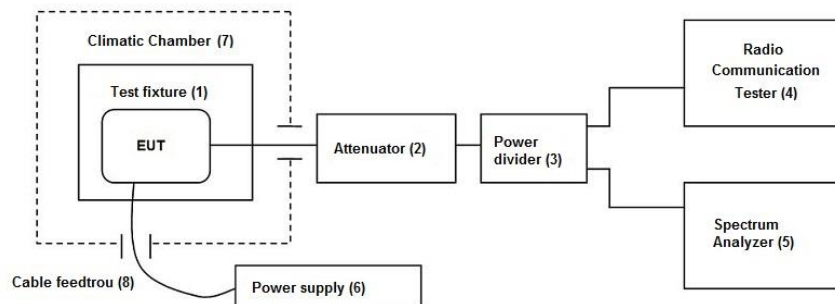 Climatic Chamber (7)
Test fixture (1)
EUT
Attenuator (2)
Power
divider (3)
Radio
Communication
Tester (4)
Spectrum
Analyzer (5)
Cable feedtrou (8)
Power supply (6)